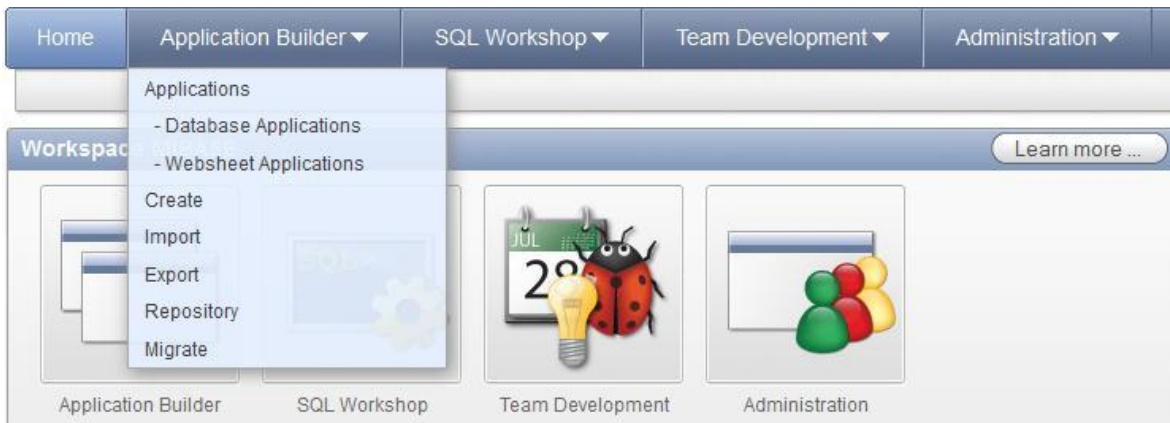 Home
Application Builder
SQL Workshop
Team Development
Administration
Applications
- Database Applications
- Websheet Applications
Create
Import
Export
Repository
Migrate
Learn more ...
JUL
28
Application Builder
SQL Workshop
Team Development
Administration